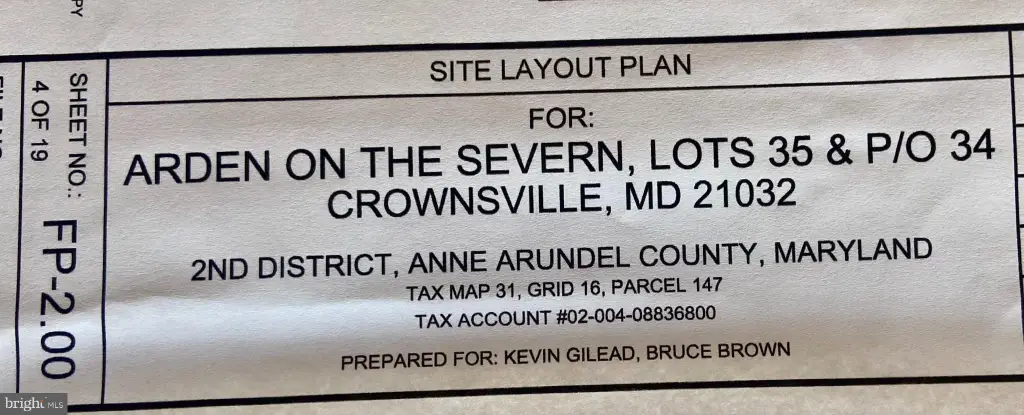 SITE LAYOUT PLAN
FOR:
ARDEN ON THE SEVERN, LOTS 35 & P/O 34
CROWNSVILLE, MD 21032
2ND DISTRICT, ANNE ARUNDEL COUNTY, MARYLAND
TAX MAP 31, GRID 16, PARCEL 147
TAX ACCOUNT #02-004-08836800
PREPARED FOR: KEVIN GILEAD, BRUCE BROWN
SHEET NO.: FP-2.00
4 OF 19
bright MLS